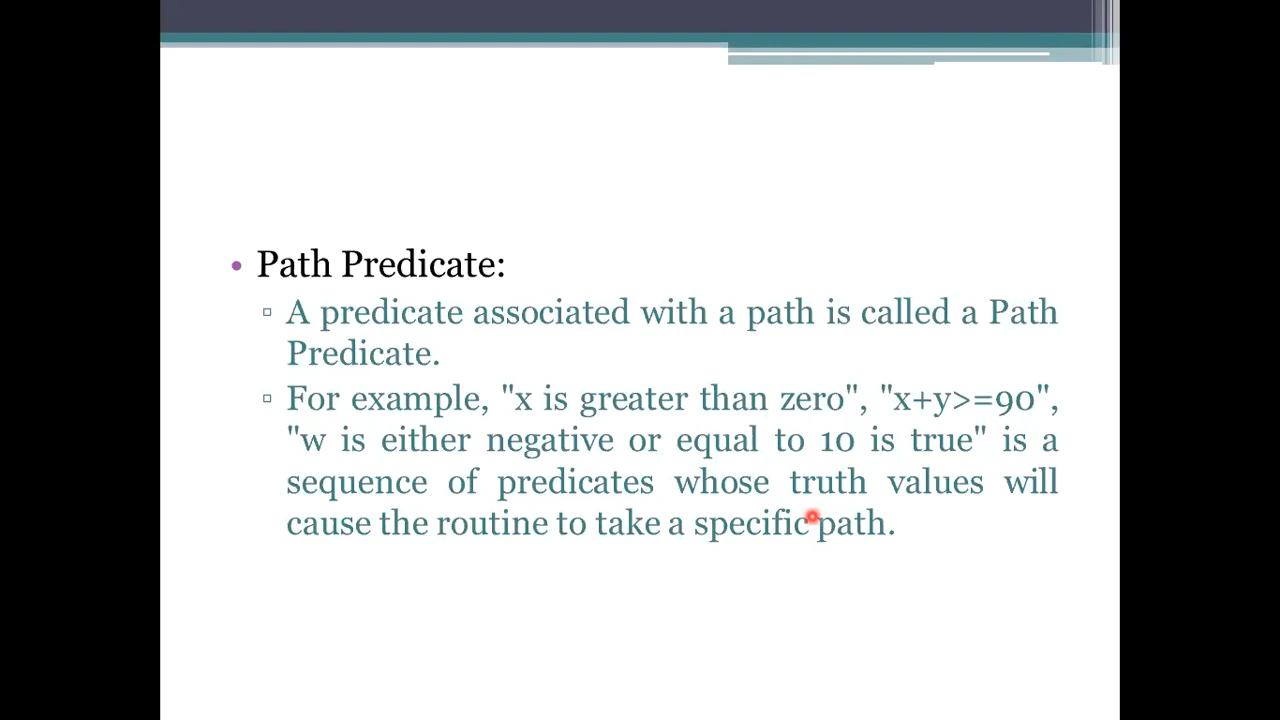 • Path Predicate:
▫ A predicate associated with a path is called a Path
Predicate.
▫ For example, "x is greater than zero", "x+y>=90",
"w is either negative or equal to 10 is true" is a
sequence of predicates whose truth values will
cause the routine to take a specific path.